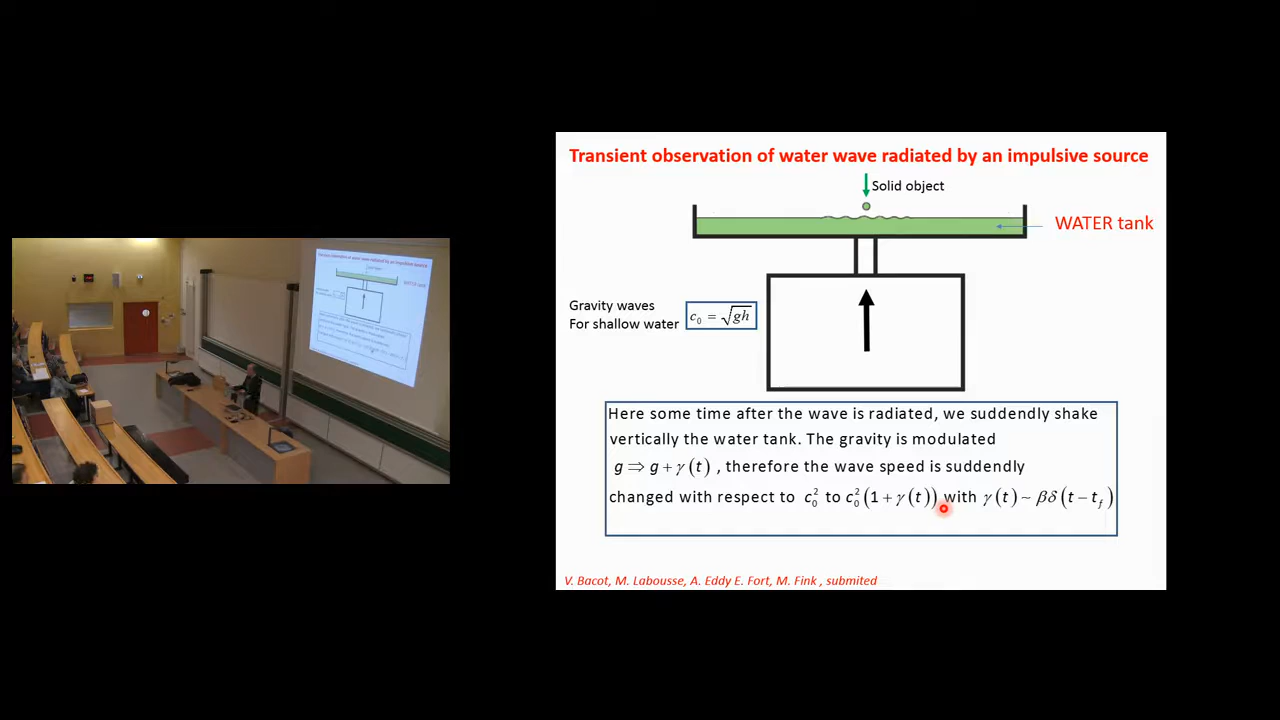 Transient observation of water wave radiated by an impulsive source
Solid object
WATER tank
Gravity waves
For shallow water
c₀ = √gh
Here some time after the wave is radiated, we suddenly shake
vertically the water tank. The gravity is modulated
g ⇒ g + γ(t) , therefore the wave speed is suddenly
changed with respect to c₀² to c₀²(1 + γ(t)) with γ(t) ~ βδ(t − t_f)
V. Bacot, M. Labousse, A. Eddy E. Fort, M. Fink , submited